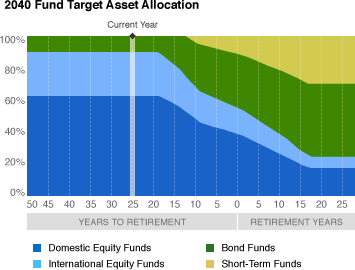 2040 Fund Target Asset Allocation
Current Year
100%
80%
60%
40%
20%
0%
50 45 40 35 30 25 20 15 10 5 0 5 10 15 20 25
YEARS TO RETIREMENT RETIREMENT YEARS
Domestic Equity Funds Bond Funds
International Equity Funds Short-Term Funds